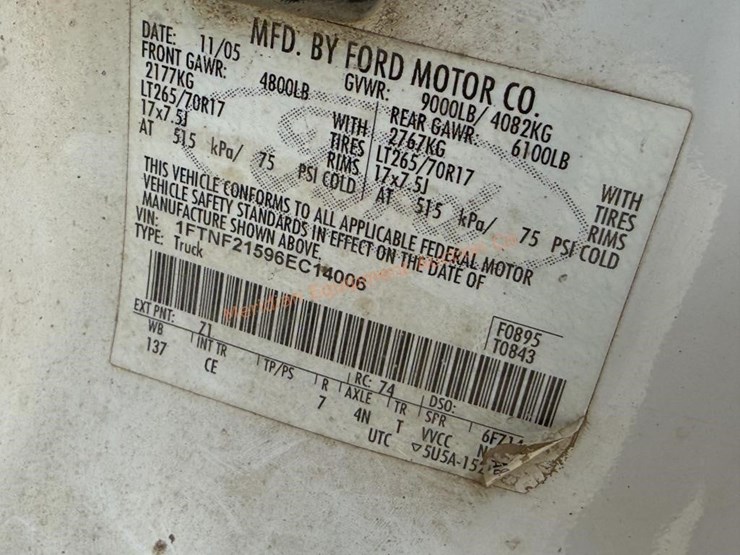 MFD. BY FORD MOTOR CO.
DATE: 11/05 GVWR: 9000LB/ 4082KG
FRONT GAWR: 4800LB REAR GAWR: 6100LB
2177KG WITH 2767KG WITH
LT265/70R17 TIRES LT265/70R17 TIRES
17x7.5J RIMS 17x7.5J RIMS
AT 515 kPa/ 75 PSI COLD AT 515 kPa/ 75 PSI COLD
THIS VEHICLE CONFORMS TO ALL APPLICABLE FEDERAL MOTOR
VEHICLE SAFETY STANDARDS IN EFFECT ON THE DATE OF
MANUFACTURE SHOWN ABOVE.
VIN: 1FTNF21596EC14006
TYPE: Truck
F0895
T0843
EXT PNT: Z1 RC: 74 DSO:
WB INT TR TP/PS R AXLE TR SPR
137 CE 7 4N T VVCC
UTC ▽5U5A-152